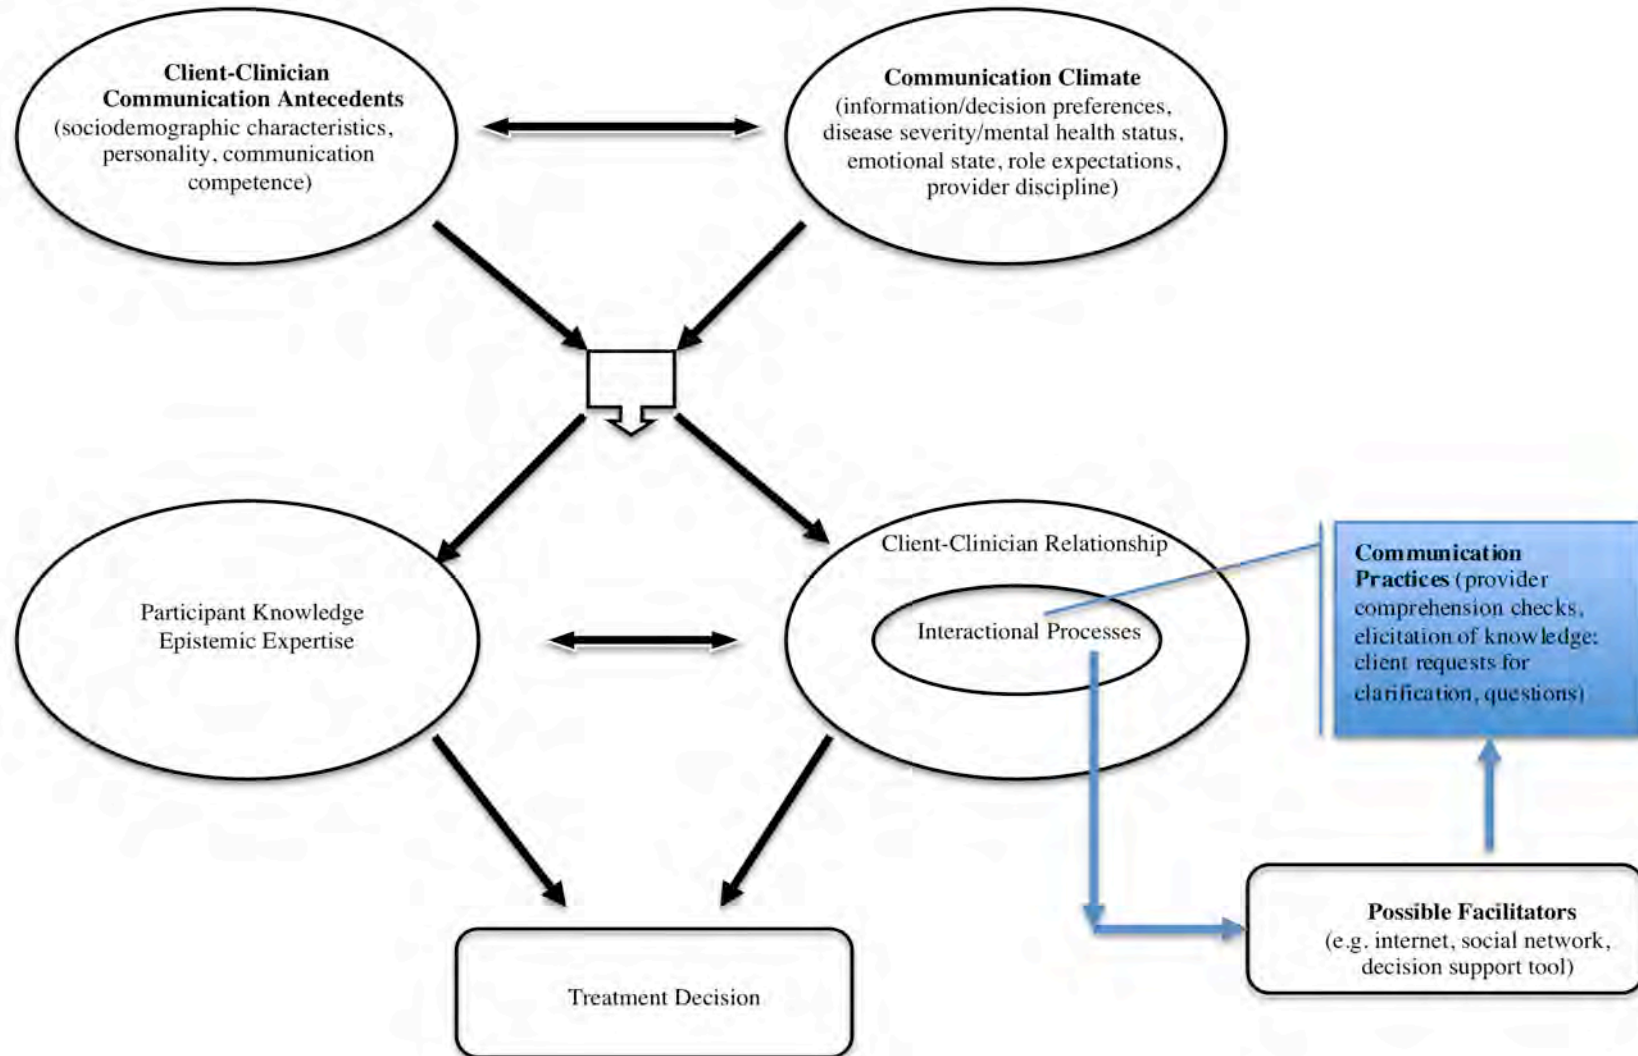 Client-Clinician
Communication Antecedents
(sociodemographic characteristics,
personality, communication
competence)
Communication Climate
(information/decision preferences,
disease severity/mental health status,
emotional state, role expectations,
provider discipline)
Participant Knowledge
Epistemic Expertise
Client-Clinician Relationship
Interactional Processes
Communication
Practices (provider
comprehension checks,
elicitation of knowledge:
client requests for
clarification, questions)
Treatment Decision
Possible Facilitators
(e.g. internet, social network,
decision support tool)